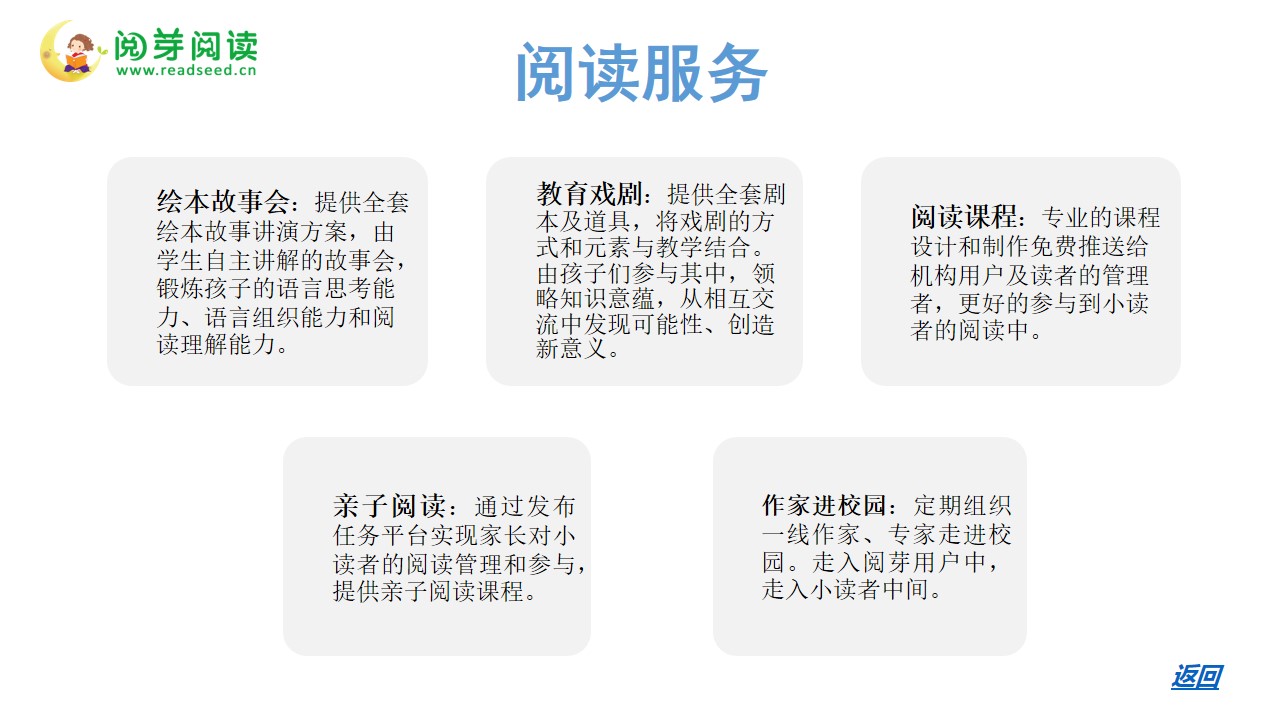 阅芽阅读
www.readseed.cn
阅读服务
绘本故事会：提供全套
绘本故事讲演方案，由
学生自主讲解的故事会，
锻炼孩子的语言思考能
力、语言组织能力和阅
读理解能力。
教育戏剧：提供全套剧
本及道具，将戏剧的方
式和元素与教学结合。
由孩子们参与其中，领
略知识意蕴，从相互交
流中发现可能性、创造
新意义。
阅读课程：专业的课程
设计和制作免费推送给
机构用户及读者的管理
者，更好的参与到小读
者的阅读中。
亲子阅读：通过发布
任务平台实现家长对小
读者的阅读管理和参与，
提供亲子阅读课程。
作家进校园：定期组织
一线作家、专家走进校
园。走入阅芽用户中，
走入小读者中间。
返回